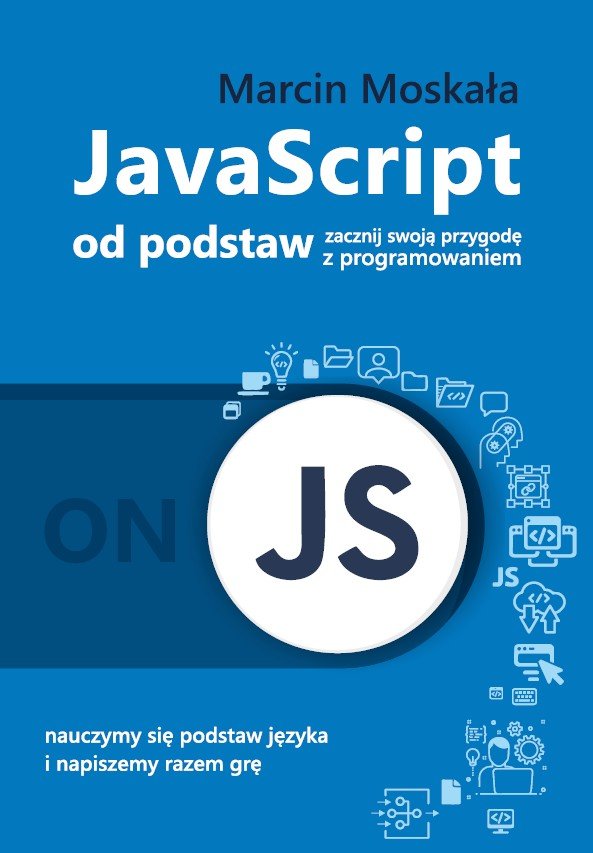 Marcin Moskała
JavaScript
od podstaw
zacznij swoją przygodę
z programowaniem
ON
JS
JS
nauczymy się podstaw języka
i napiszemy razem grę